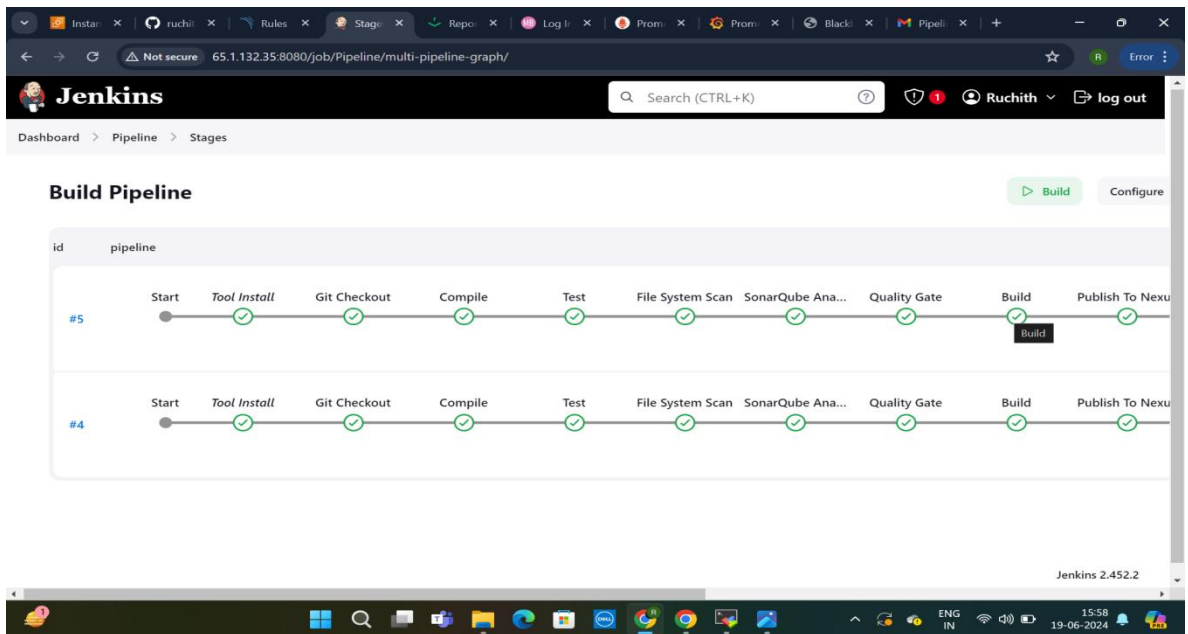 Instan
ruchit
Rules
Stage
Repo
Log In
Prom
Prom
Black
Pipeli
Not secure 65.1.132.35:8080/job/Pipeline/multi-pipeline-graph/
R
Error
Jenkins
Search (CTRL+K)
1
Ruchith
log out
Dashboard > Pipeline > Stages
Build Pipeline
Build
Configure
id pipeline
Start Tool Install Git Checkout Compile Test File System Scan SonarQube Ana... Quality Gate Build Publish To Nexu
#5
Build
Start Tool Install Git Checkout Compile Test File System Scan SonarQube Ana... Quality Gate Build Publish To Nexu
#4
Jenkins 2.452.2
1
ENG
IN
15:58
19-06-2024